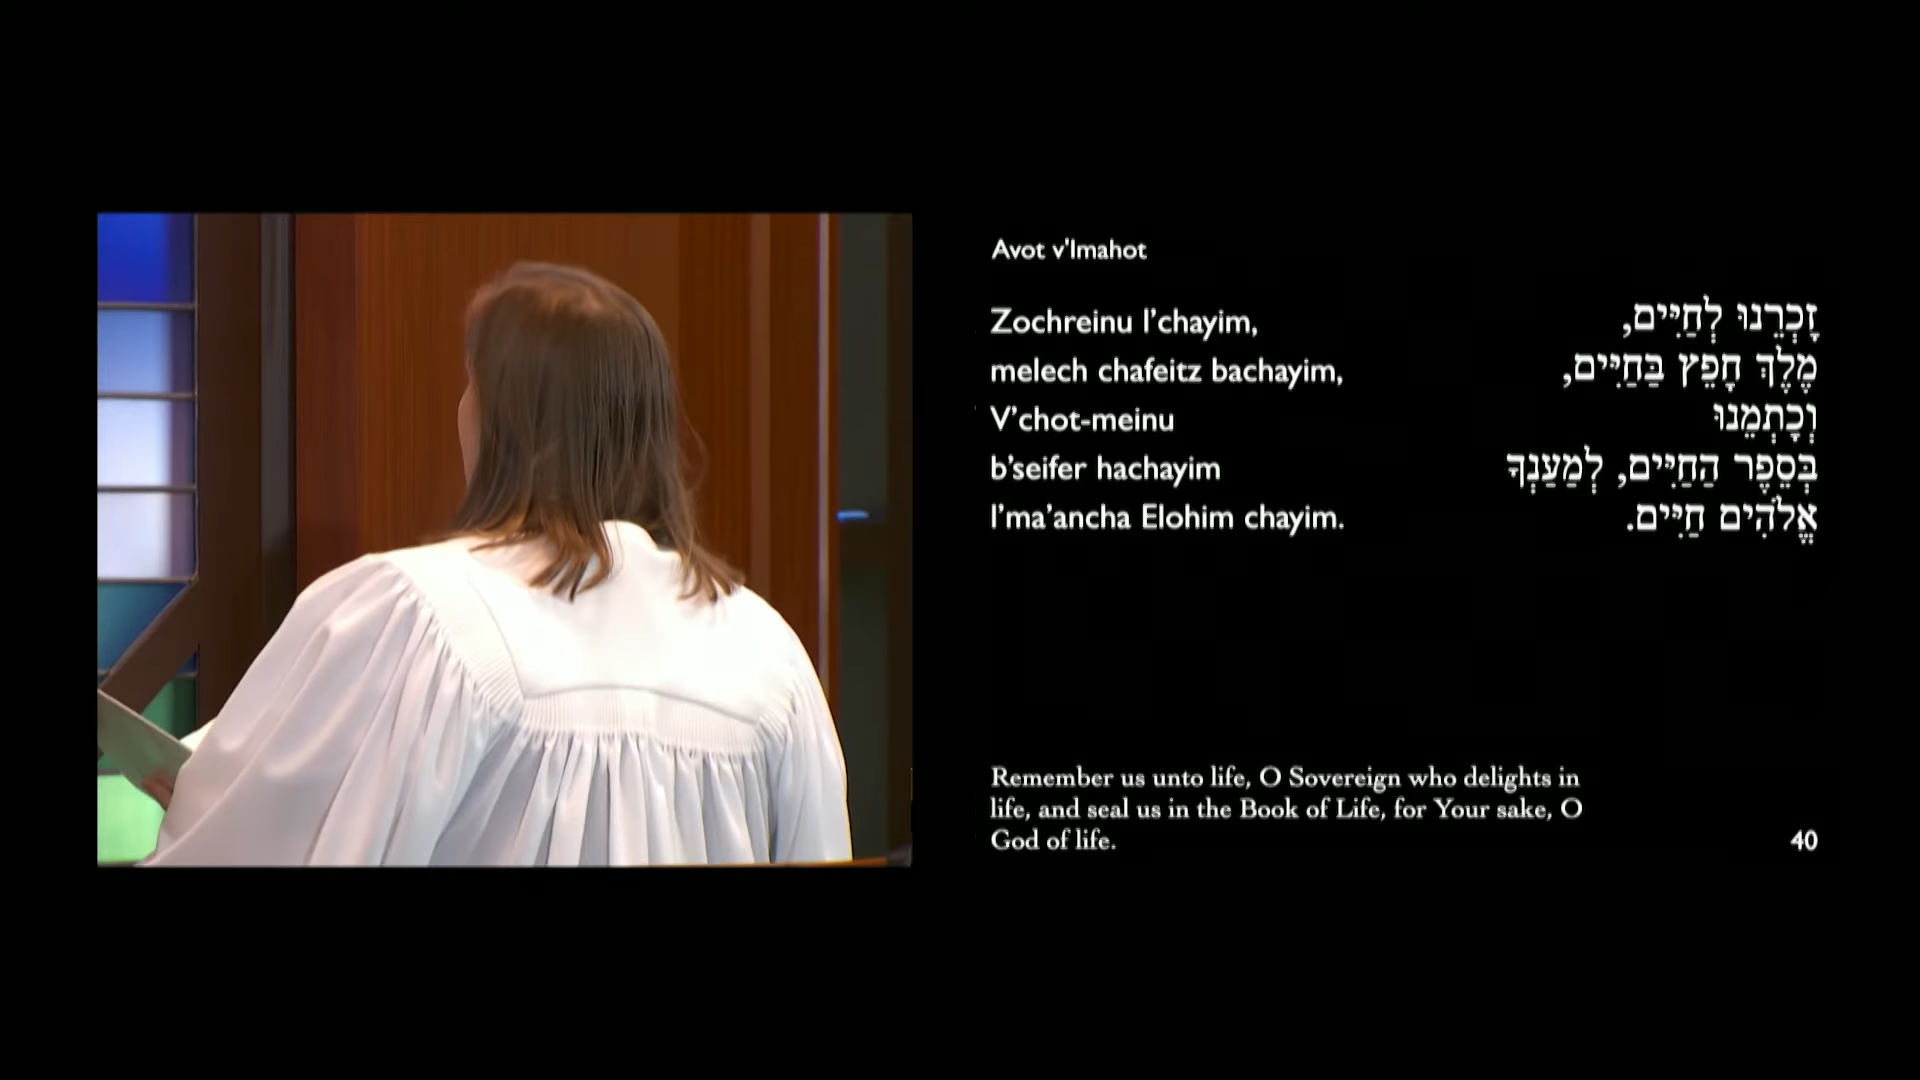 Avot v'Imahot
Zochreinu l'chayim,
melech chafeitz bachayim,
V'chot-meinu
b'seifer hachayim
l'ma'ancha Elohim chayim.
זָכְרֵנוּ לְחַיִּים,
מֶלֶךְ חָפֵץ בַּחַיִּים,
וְכָתְמֵנוּ
בְּסֵפֶר הַחַיִּים, לְמַעַנְךָ
אֱלֹהִים חַיִּים.
Remember us unto life, O Sovereign who delights in
life, and seal us in the Book of Life, for Your sake, O
God of life.
40